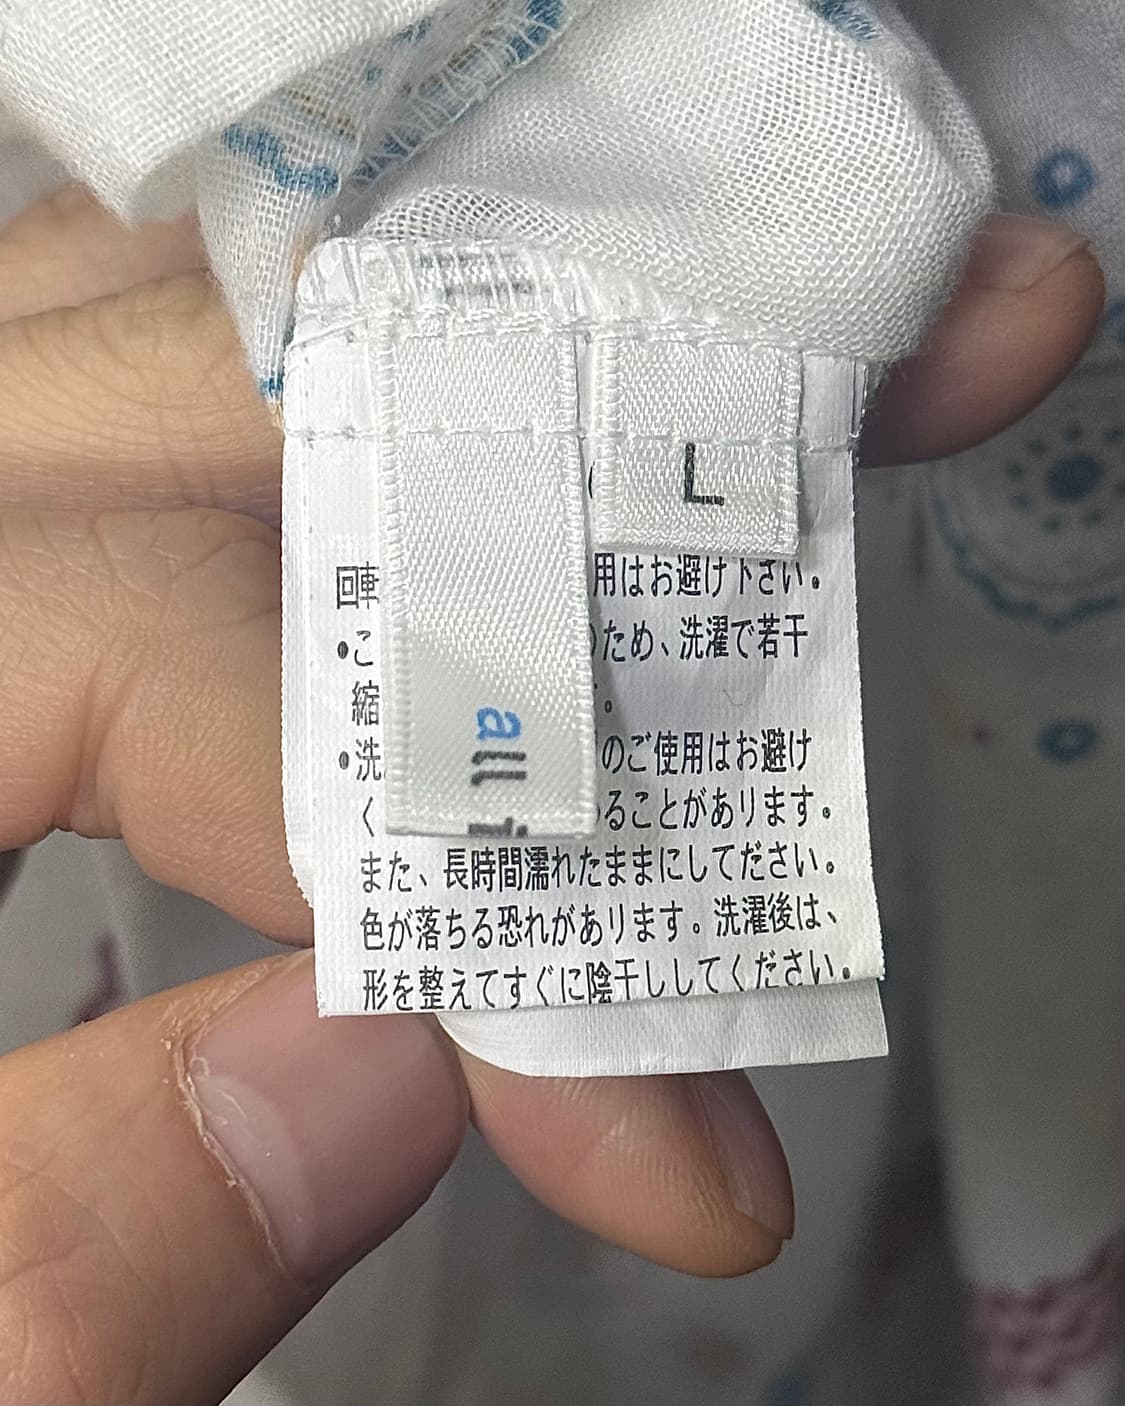 L
all
回転 用はお避け下さい。
•こ ため、洗濯で若干
縮 。
•洗 のご使用はお避け
く ることがあります。
また、長時間濡れたままにしてださい。
色が落ちる恐れがあります。洗濯後は、
形を整えてすぐに陰干ししてください。